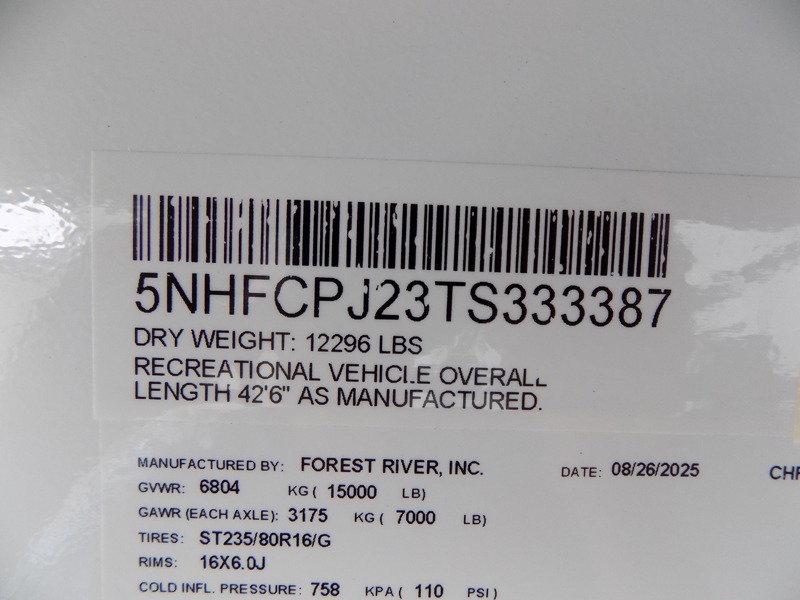 5NHFCPJ23TS333387
DRY WEIGHT: 12296 LBS
RECREATIONAL VEHICLE OVERALL
LENGTH 42'6" AS MANUFACTURED.
MANUFACTURED BY: FOREST RIVER, INC. DATE: 08/26/2025
GVWR: 6804 KG ( 15000 LB)
GAWR (EACH AXLE): 3175 KG ( 7000 LB)
TIRES: ST235/80R16/G
RIMS: 16X6.0J
COLD INFL. PRESSURE: 758 KPA ( 110 PSI)